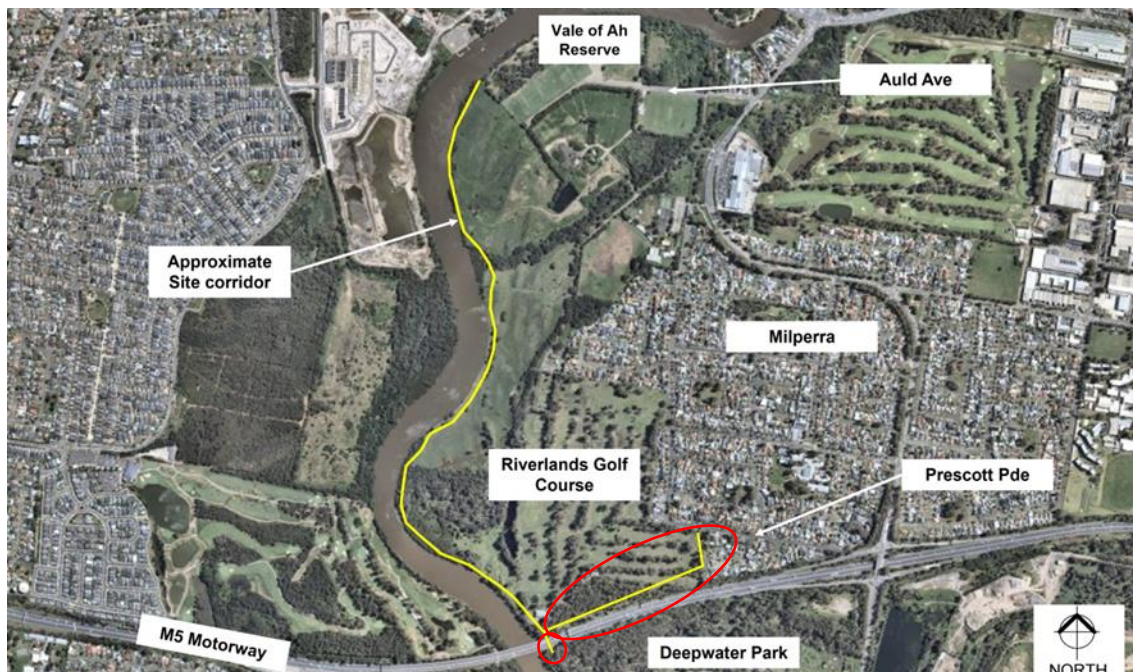 Vale of Ah
Reserve
Auld Ave
Approximate
Site corridor
Milperra
Riverlands Golf
Course
Prescott Pde
M5 Motorway
Deepwater Park
NORTH